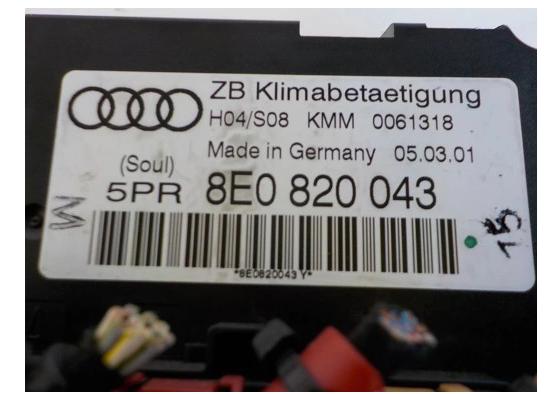 ZB Klimabetaetigung
H04/S08 KMM 0061318
Made in Germany 05.03.01
(Soul)
5PR 8E0 820 043
*8E0820043 Y*
15